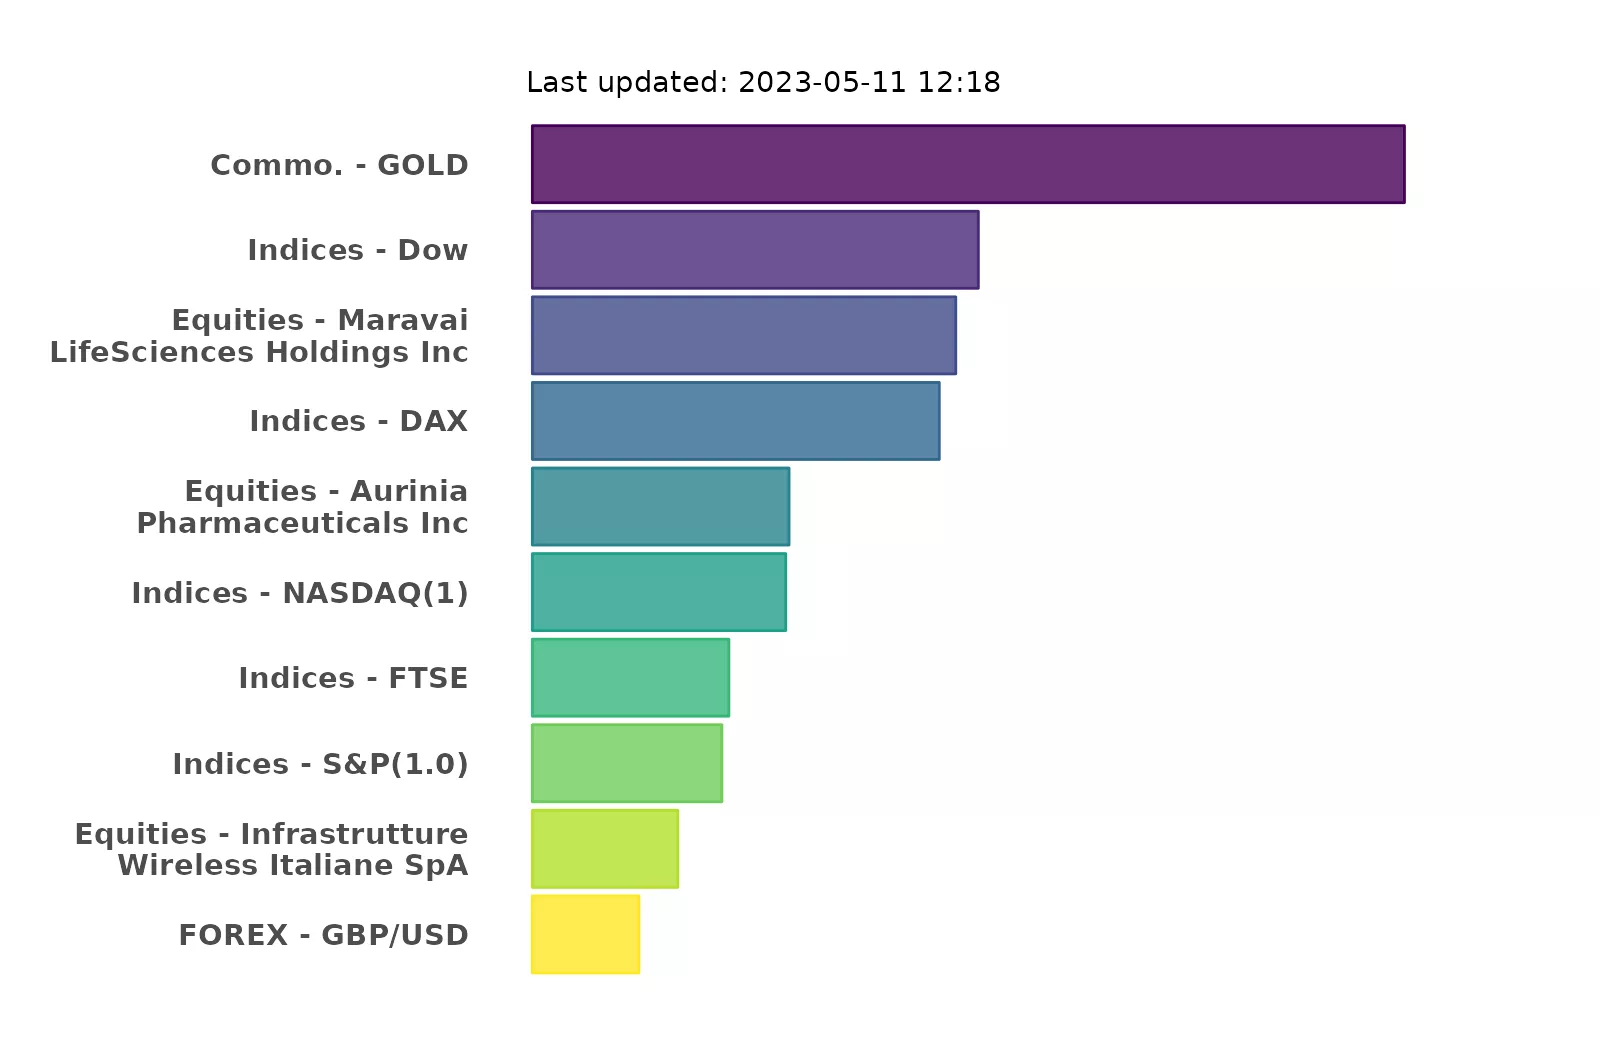 Last updated: 2023-05-11 12:18
Commo. - GOLD
Indices - Dow
Equities - Maravai
LifeSciences Holdings Inc
Indices - DAX
Equities - Aurinia
Pharmaceuticals Inc
Indices - NASDAQ(1)
Indices - FTSE
Indices - S&P(1.0)
Equities - Infrastrutture
Wireless Italiane SpA
FOREX - GBP/USD